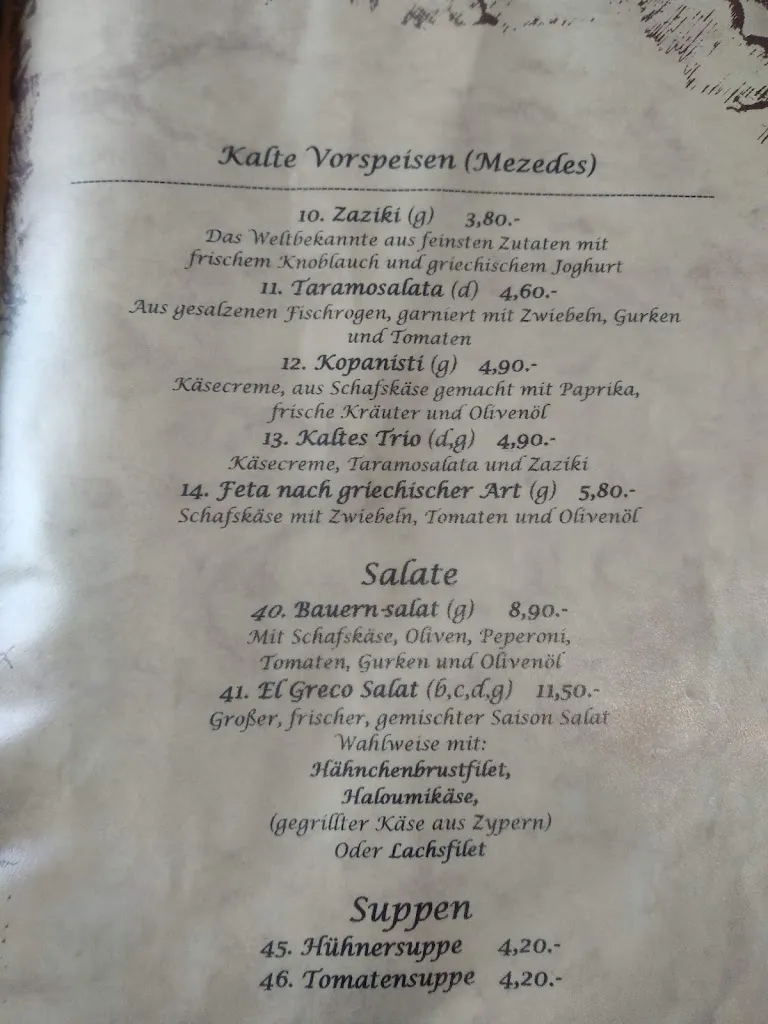 Kalte Vorspeisen (Mezedes)
10. Zaziki (g) 3,80.-
Das Weltbekannte aus feinsten Zutaten mit
frischem Knoblauch und griechischem Joghurt
11. Taramosalata (d) 4,60.-
Aus gesalzenen Fischrogen, garniert mit Zwiebeln, Gurken
und Tomaten
12. Kopanisti (g) 4,90.-
Käsecreme, aus Schafskäse gemacht mit Paprika,
frische Kräuter und Olivenöl
13. Kaltes Trio (d,g) 4,90.-
Käsecreme, Taramosalata und Zaziki
14. Feta nach griechischer Art (g) 5,80.-
Schafskäse mit Zwiebeln, Tomaten und Olivenöl
Salate
40. Bauern-salat (g) 8,90.-
Mit Schafskäse, Oliven, Peperoni,
Tomaten, Gurken und Olivenöl
41. El Greco Salat (b,c,d,g) 11,50.-
Großer, frischer, gemischter Saison Salat
Wahlweise mit:
Hähnchenbrustfilet,
Haloumikäse,
(gegrillter Käse aus Zypern)
Oder Lachsfilet
Suppen
45. Hühnersuppe 4,20.-
46. Tomatensuppe 4,20.-